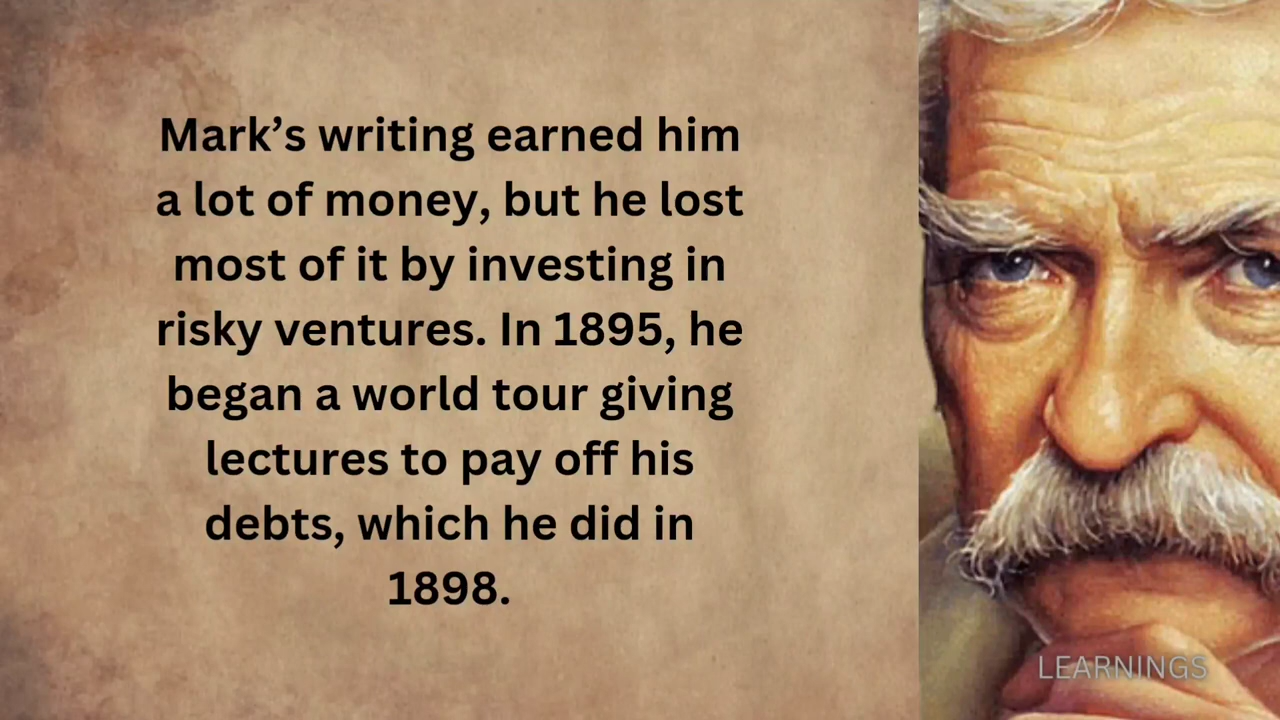 Mark’s writing earned him
a lot of money, but he lost
most of it by investing in
risky ventures. In 1895, he
began a world tour giving
lectures to pay off his
debts, which he did in
1898.
LEARNINGS